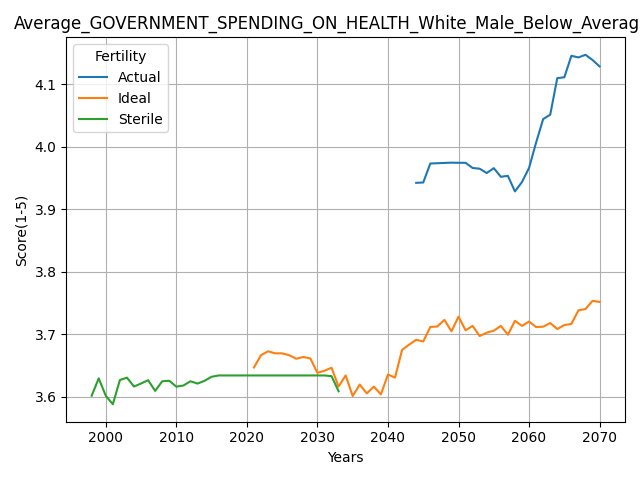 Average_GOVERNMENT_SPENDING_ON_HEALTH_White_Male_Below_Averag
Fertility
Actual
Ideal
Sterile
Score(1-5)
4.1
4.0
3.9
3.8
3.7
3.6
2000 2010 2020 2030 2040 2050 2060 2070
Years